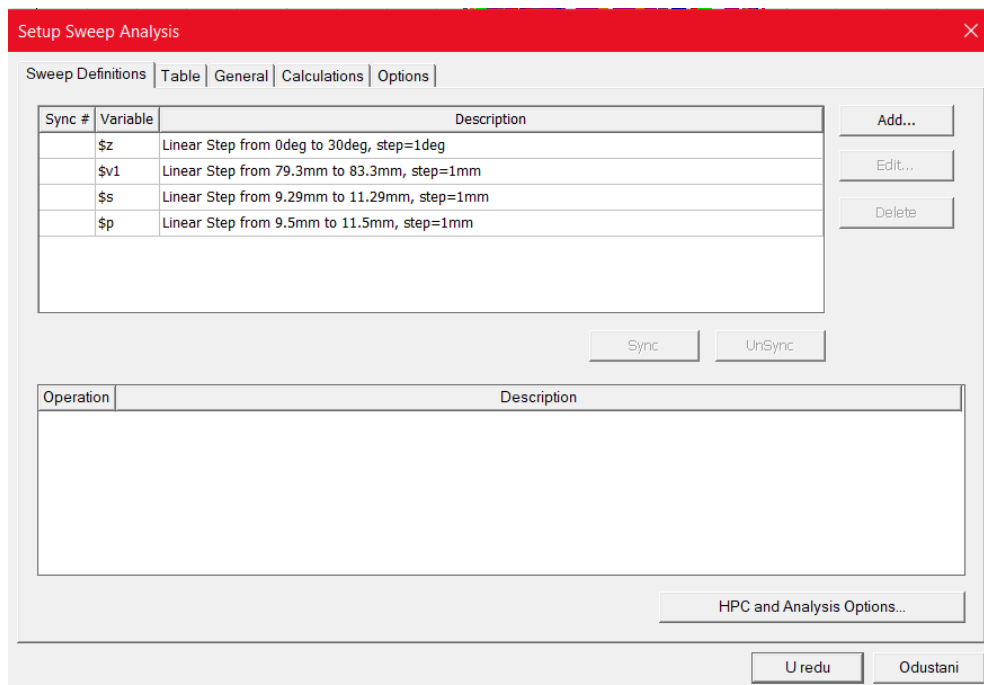 Setup Sweep Analysis
Sweep Definitions Table General Calculations Options
Sync # Variable Description
$z Linear Step from 0deg to 30deg, step=1deg
$v1 Linear Step from 79.3mm to 83.3mm, step=1mm
$s Linear Step from 9.29mm to 11.29mm, step=1mm
$p Linear Step from 9.5mm to 11.5mm, step=1mm
Add...
Edit...
Delete
Sync UnSync
Operation Description
HPC and Analysis Options...
U redu Odustani